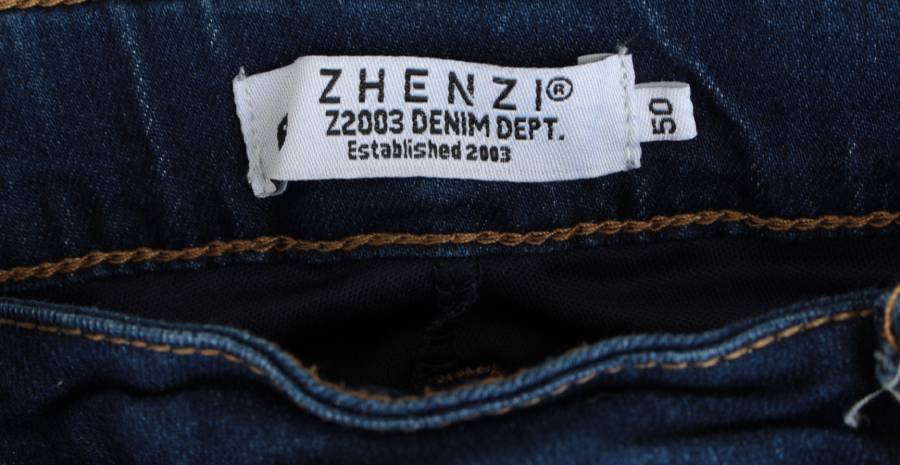 ZHENZI®
Z2003 DENIM DEPT.
Established 2003
50